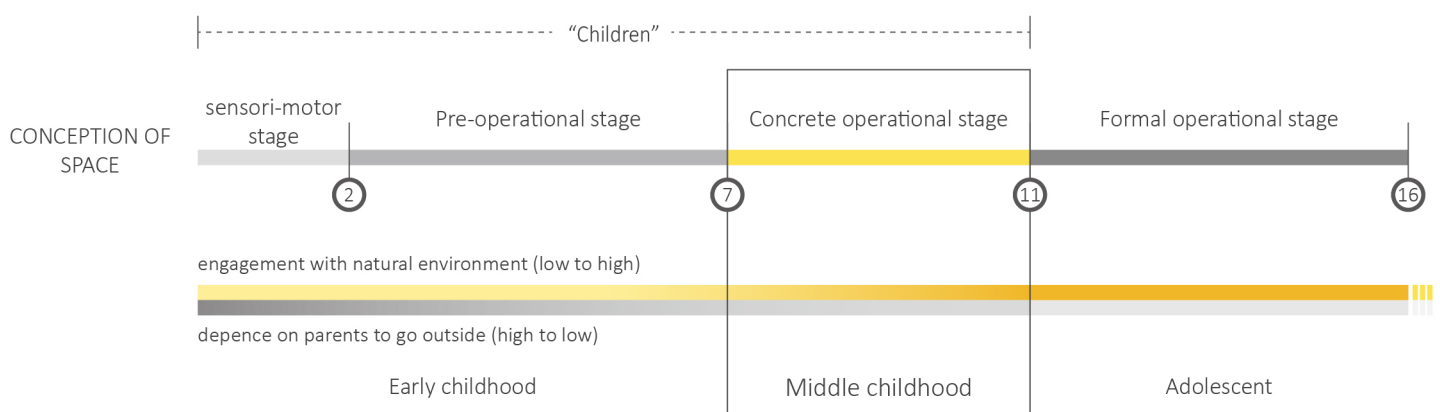 “Children”
sensori-motor
stage
Pre-operational stage
Concrete operational stage
Formal operational stage
CONCEPTION OF
SPACE
2
7
11
16
engagement with natural environment (low to high)
depence on parents to go outside (high to low)
Early childhood
Middle childhood
Adolescent